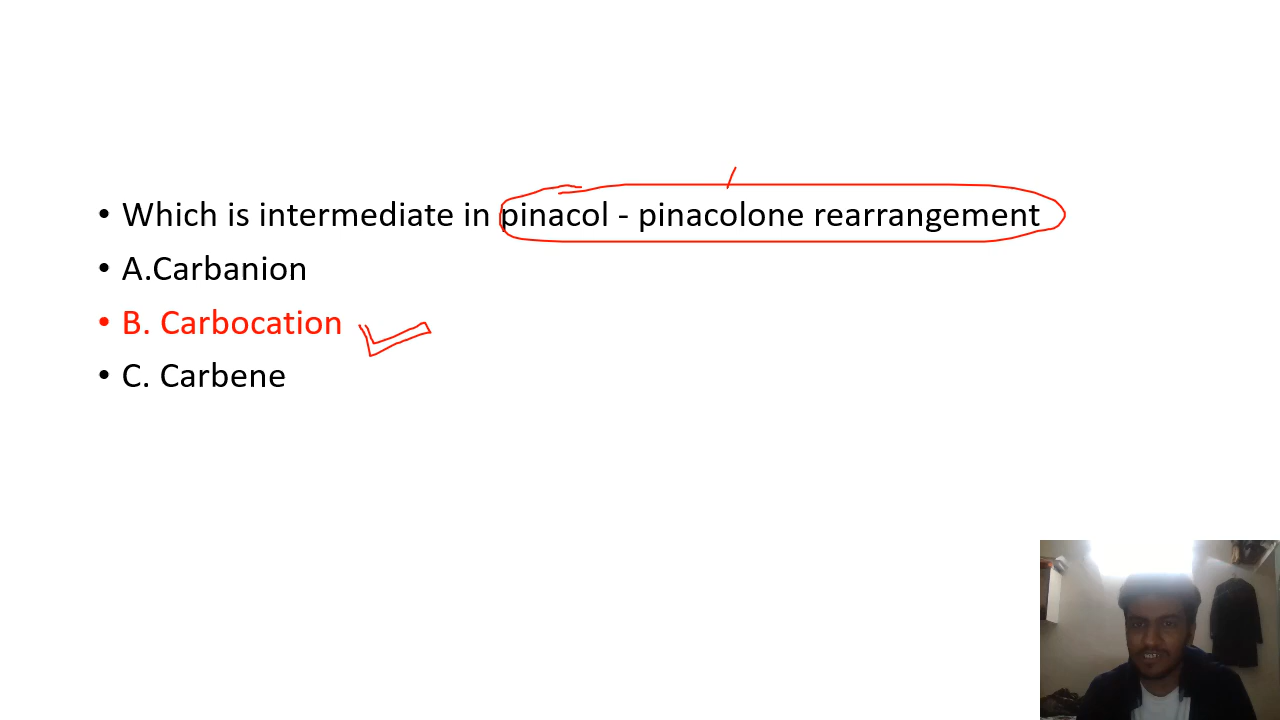 • Which is intermediate in pinacol - pinacolone rearrangement
• A.Carbanion
• B. Carbocation
• C. Carbene